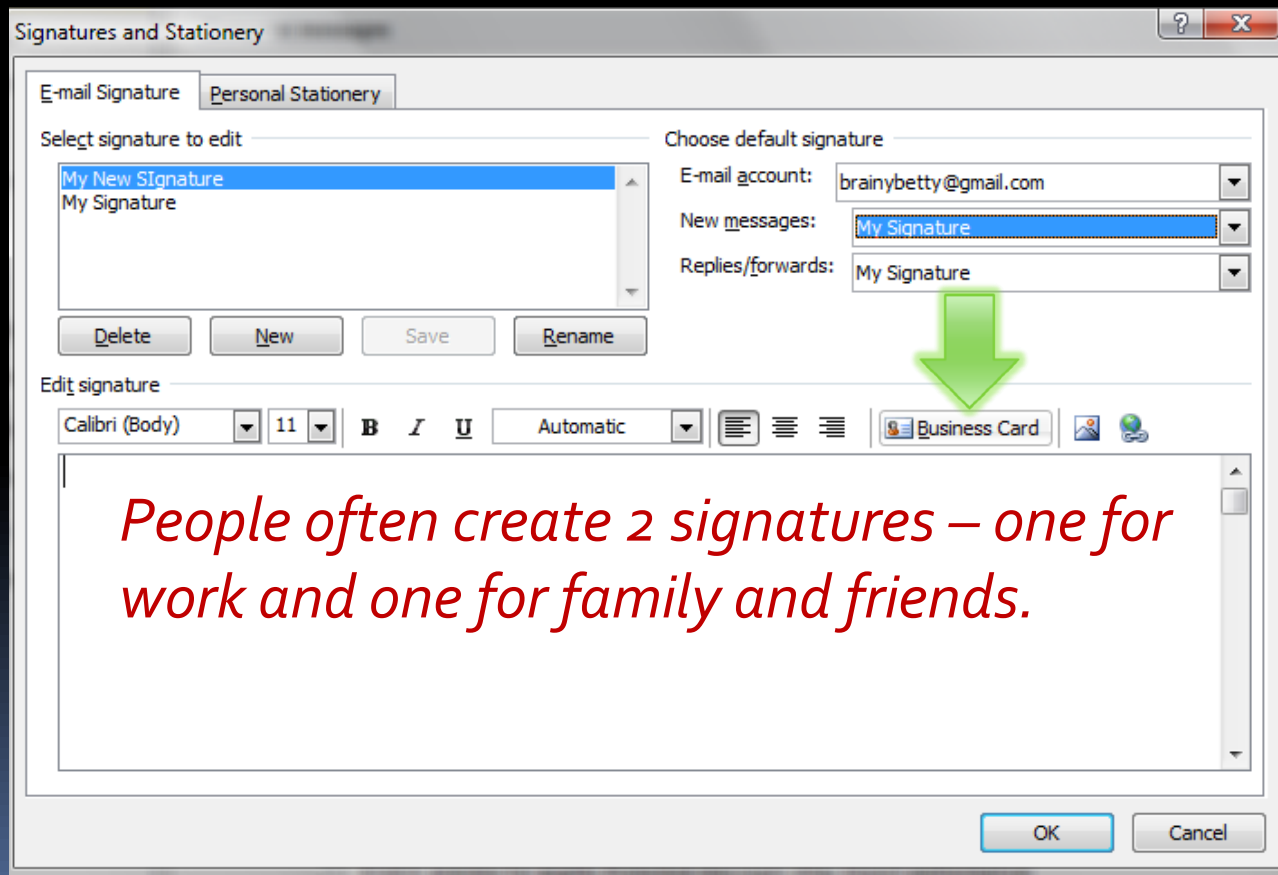 Signatures and Stationery
E-mail Signature Personal Stationery
Select signature to edit
My New SIgnature
My Signature
Delete New Save Rename
Choose default signature
E-mail account: brainybetty@gmail.com
New messages: My Signature
Replies/forwards: My Signature
Edit signature
Calibri (Body) 11 B I U Automatic Business Card
People often create 2 signatures – one for
work and one for family and friends.
OK Cancel